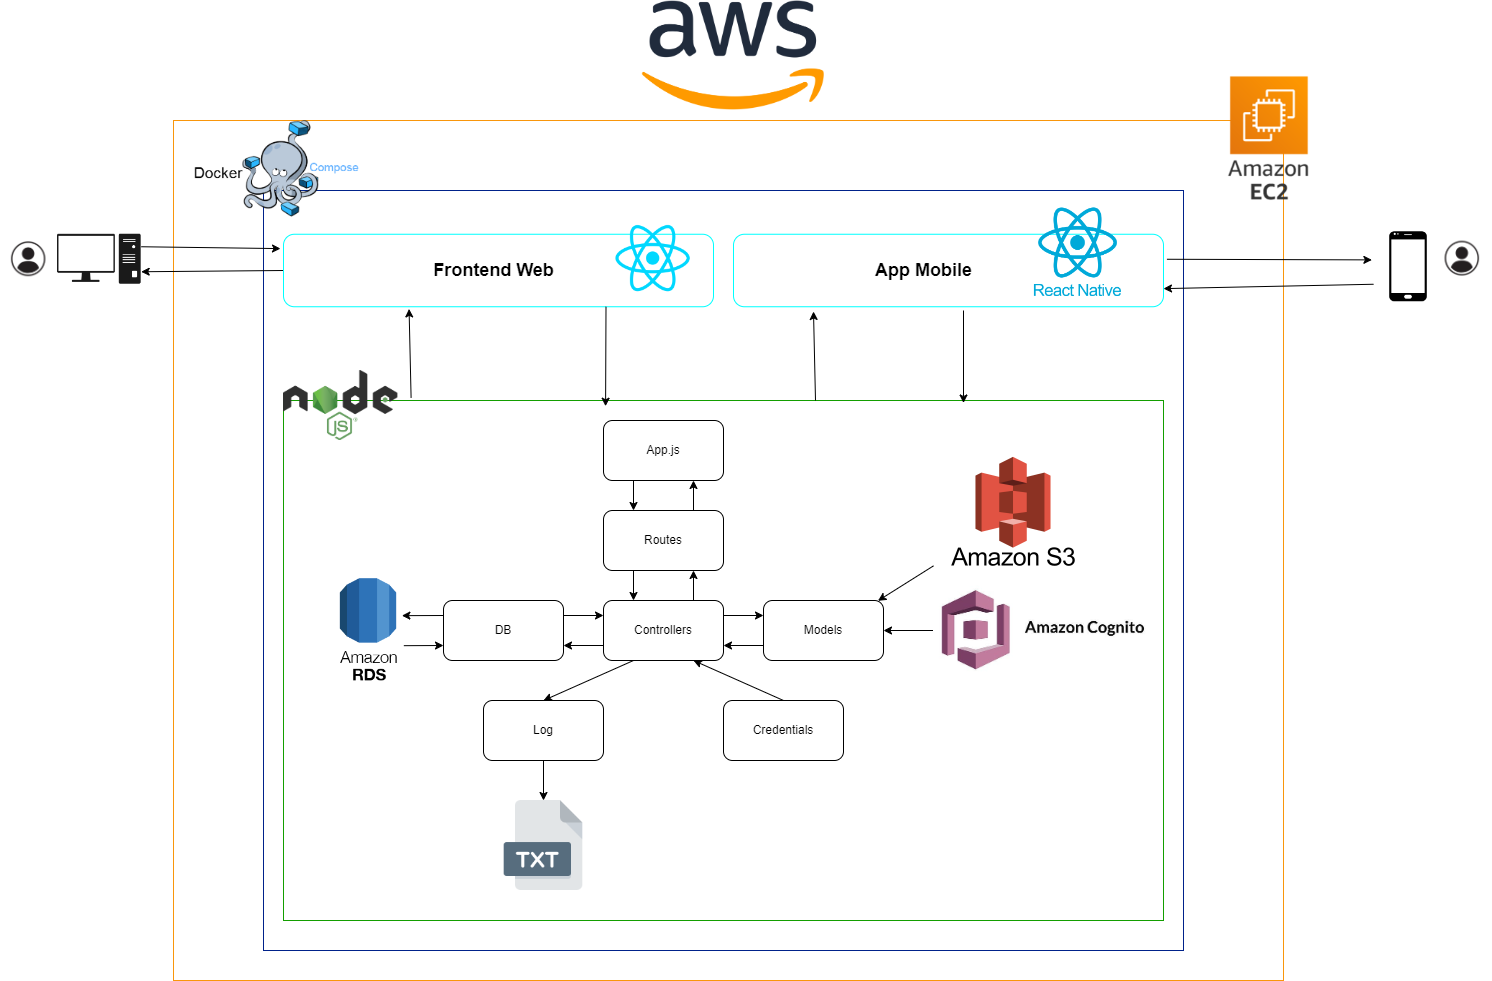 aws
Amazon
EC2
Docker
Compose
Frontend Web
App Mobile
React Native
node
JS
App.js
Routes
Amazon S3
DB
Controllers
Models
Amazon Cognito
Amazon
RDS
Log
Credentials
TXT